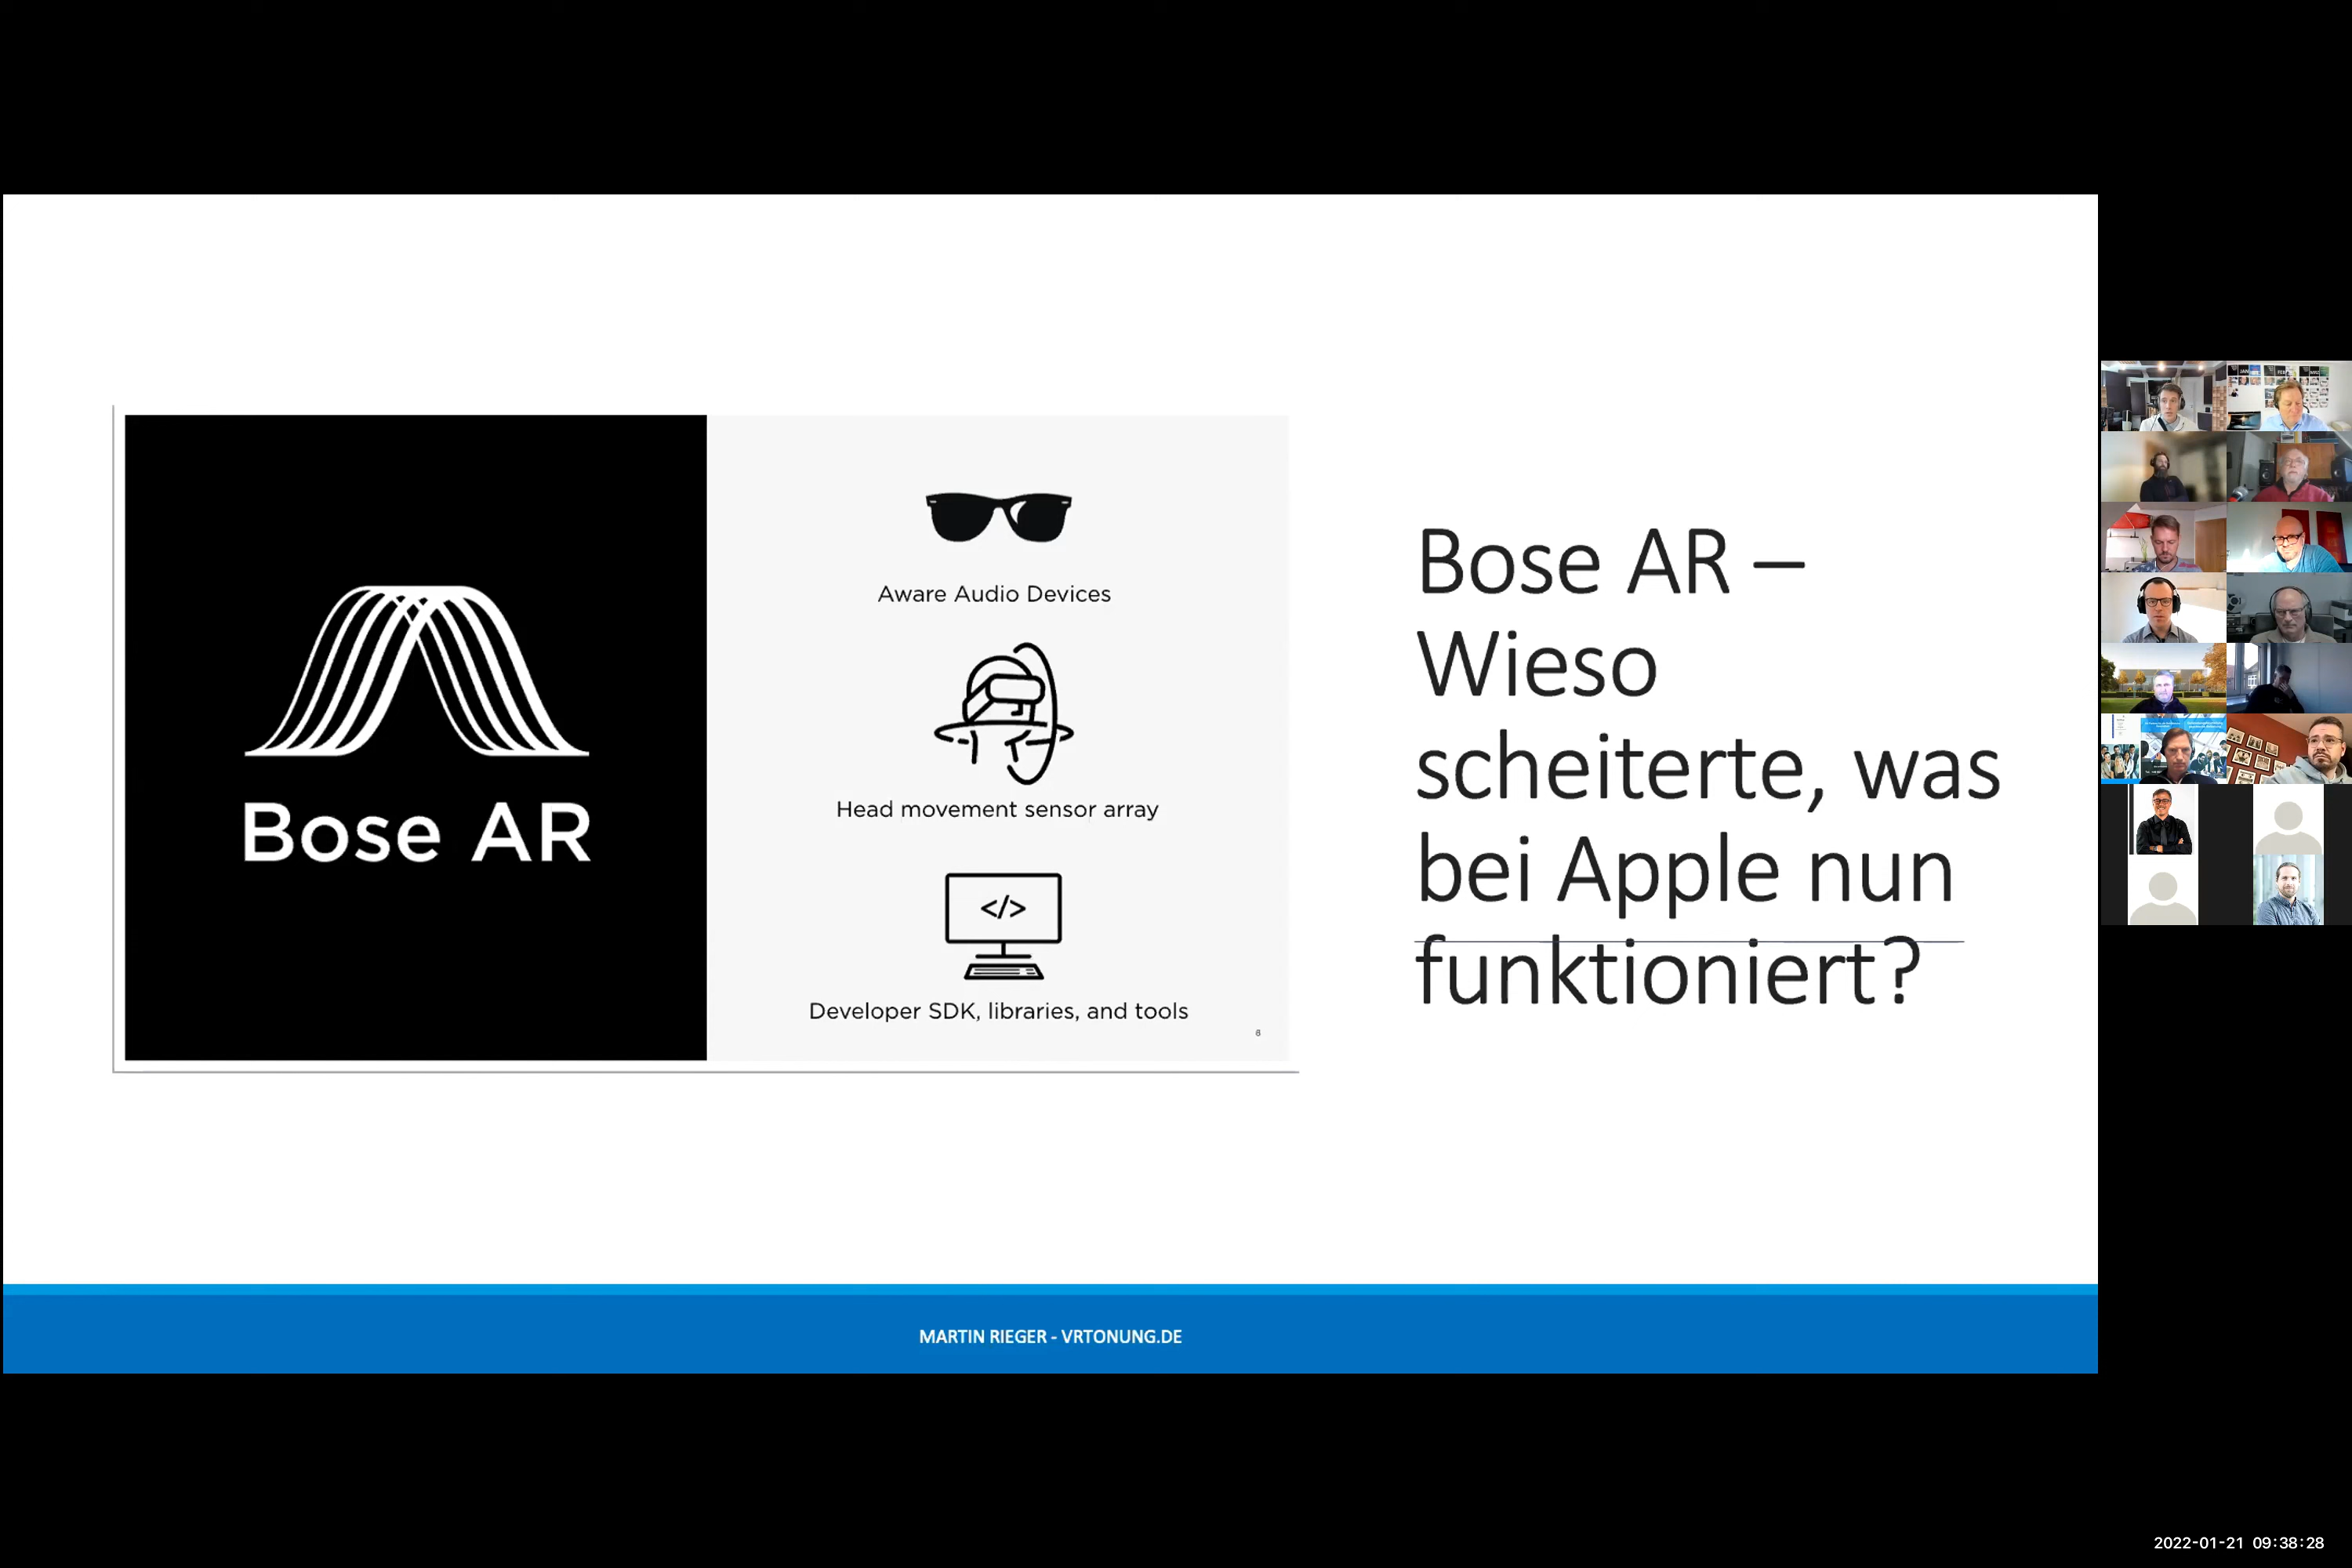 Bose AR
Aware Audio Devices
Head movement sensor array
</>
Developer SDK, libraries, and tools
6
Bose AR –
Wieso
scheiterte, was
bei Apple nun
funktioniert?
MARTIN RIEGER - VRTONUNG.DE
2022-01-21 09:38:28